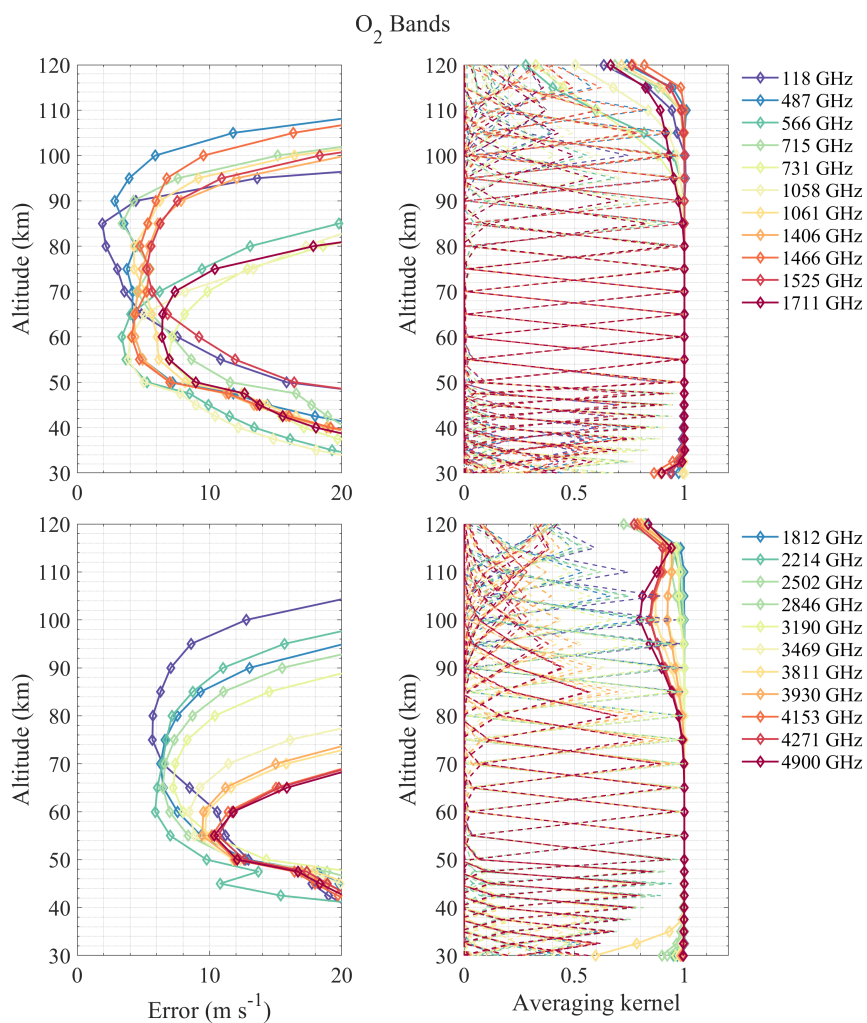 O2 Bands
120
110
100
90
80
70
60
50
40
30
Altitude (km)
0
10
20
120
110
100
90
80
70
60
50
40
30
Altitude (km)
0
0.5
1
118 GHz
487 GHz
566 GHz
715 GHz
731 GHz
1058 GHz
1061 GHz
1406 GHz
1466 GHz
1525 GHz
1711 GHz
120
110
100
90
80
70
60
50
40
30
Altitude (km)
0
10
20
Error (m s-1)
120
110
100
90
80
70
60
50
40
30
Altitude (km)
0
0.5
1
Averaging kernel
1812 GHz
2214 GHz
2502 GHz
2846 GHz
3190 GHz
3469 GHz
3811 GHz
3930 GHz
4153 GHz
4271 GHz
4900 GHz